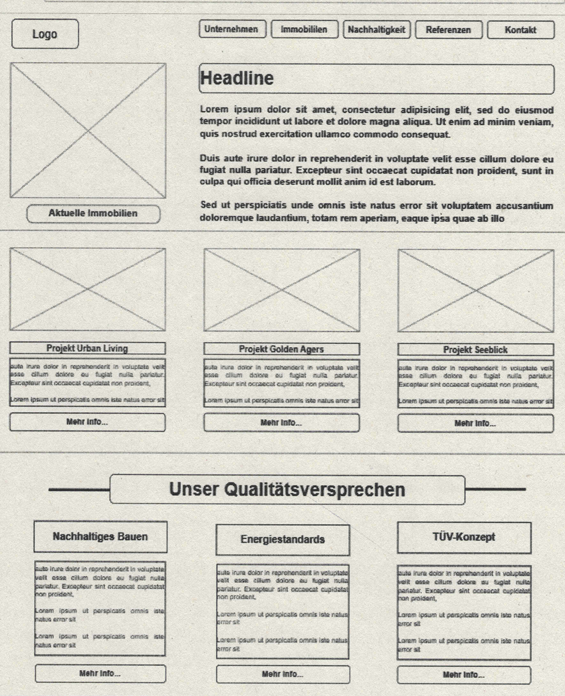 Logo
Unternehmen
Immobililen
Nachhaltigkeit
Referenzen
Kontakt
Headline
Lorem ipsum dolor sit amet, consectetur adipisicing elit, sed do eiusmod
tempor incididunt ut labore et dolore magna aliqua. Ut enim ad minim veniam,
quis nostrud exercitation ullamco commodo consequat.
Duis aute irure dolor in reprehenderit in voluptate velit esse cillum dolore eu
fugiat nulla pariatur. Excepteur sint occaecat cupidatat non proident, sunt in
culpa qui officia deserunt mollit anim id est laborum.
Sed ut perspiciatis unde omnis iste natus error sit voluptatem accusantium
doloremque laudantium, totam rem aperiam, eaque ipsa quae ab illo
Aktuelle Immobilien
Projekt Urban Living
aute irure dolor in reprehenderit in voluptate velit
esse cillum dolore eu fugiat nulla pariatur.
Excepteur sint occaecat cupidatat non proident,
Lorem ipsum ut perspicatis omnis iste natus error sit
Mehr Info...
Projekt Golden Agers
aute irure dolor in reprehenderit in voluptate velit
esse cillum dolore eu fugiat nulla pariatur.
Excepteur sint occaecat cupidatat non proident,
Lorem ipsum ut perspicatis omnis iste natus error sit
Mehr Info...
Projekt Seeblick
aute irure dolor in reprehenderit in voluptate velit
esse cillum dolore eu fugiat nulla pariatur.
Excepteur sint occaecat cupidatat non proident,
Lorem ipsum ut perspicatis omnis iste natus error sit
Mehr Info...
Unser Qualitätsversprechen
Nachhaltiges Bauen
aute irure dolor in reprehenderit in voluptate
velit esse cillum dolore eu fugiat nulla
pariatur. Excepteur sint occaecat cupidatat
non proident,
Lorem ipsum ut perspicatis omnis iste
natus error sit
Lorem ipsum ut perspicatis omnis iste
natus error sit
Mehr Info...
Energiestandards
aute irure dolor in reprehenderit in voluptate
velit esse cillum dolore eu fugiat nulla
pariatur. Excepteur sint occaecat cupidatat
non proident,
Lorem ipsum ut perspicatis omnis iste natus
error sit
Lorem ipsum ut perspicatis omnis iste natus
error sit
Mehr Info...
TÜV-Konzept
aute irure dolor in reprehenderit in voluptate
velit esse cillum dolore eu fugiat nulla
pariatur. Excepteur sint occaecat cupidatat
non proident,
Lorem ipsum ut perspicatis omnis iste natus
error sit
Lorem ipsum ut perspicatis omnis iste natus
error sit
Mehr Info...